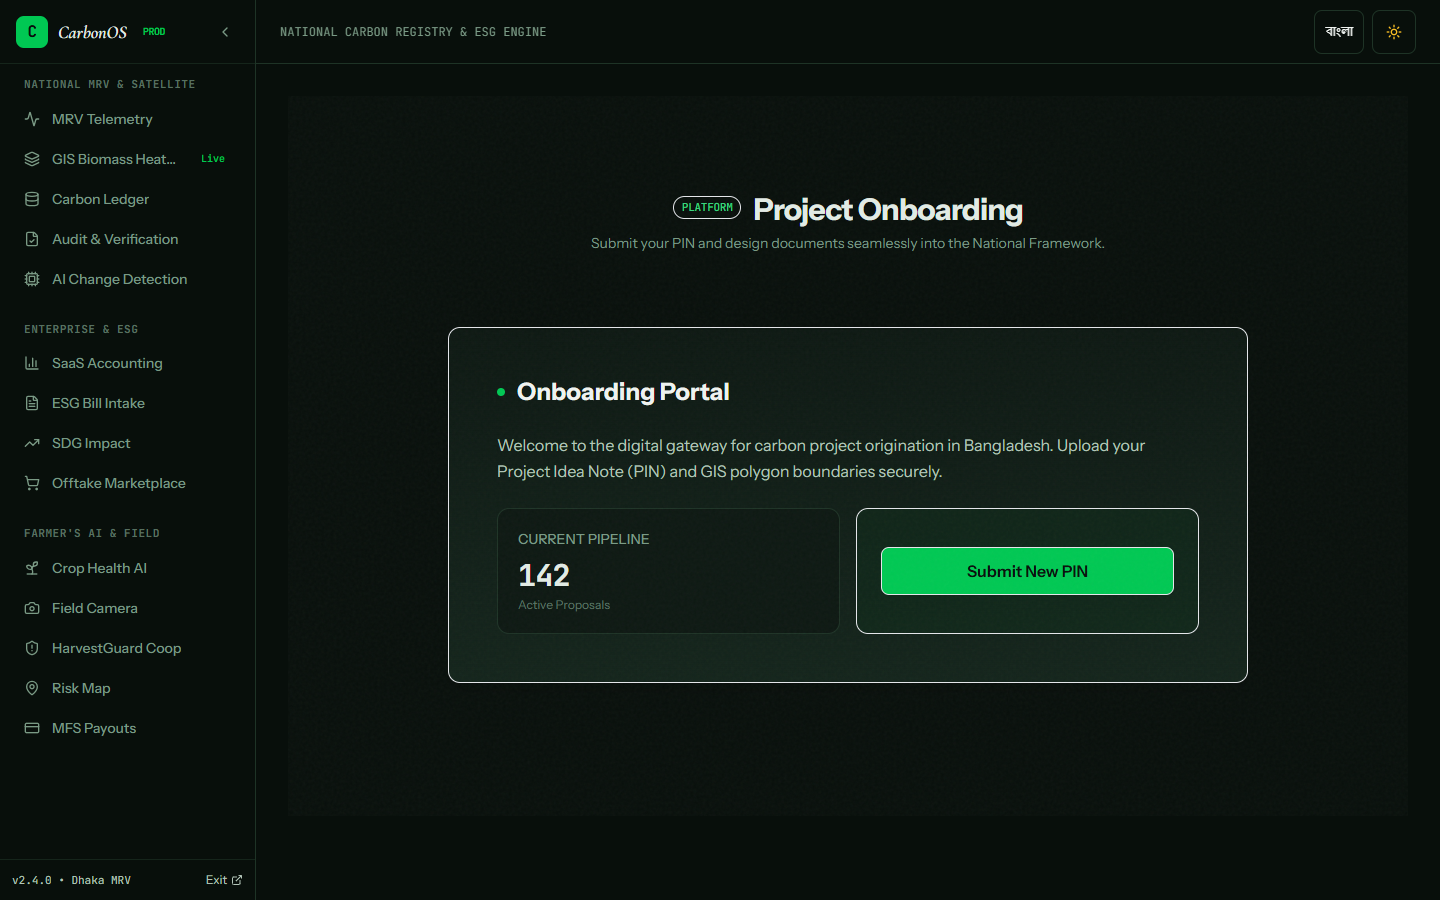 C CarbonOS PROD
NATIONAL CARBON REGISTRY & ESG ENGINE
বাংলা
NATIONAL MRV & SATELLITE
MRV Telemetry
GIS Biomass Heat... Live
Carbon Ledger
Audit & Verification
AI Change Detection
ENTERPRISE & ESG
SaaS Accounting
ESG Bill Intake
SDG Impact
Offtake Marketplace
FARMER'S AI & FIELD
Crop Health AI
Field Camera
HarvestGuard Coop
Risk Map
MFS Payouts
v2.4.0 • Dhaka MRV
Exit
PLATFORM Project Onboarding
Submit your PIN and design documents seamlessly into the National Framework.
Onboarding Portal
Welcome to the digital gateway for carbon project origination in Bangladesh. Upload your
Project Idea Note (PIN) and GIS polygon boundaries securely.
CURRENT PIPELINE
142
Active Proposals
Submit New PIN